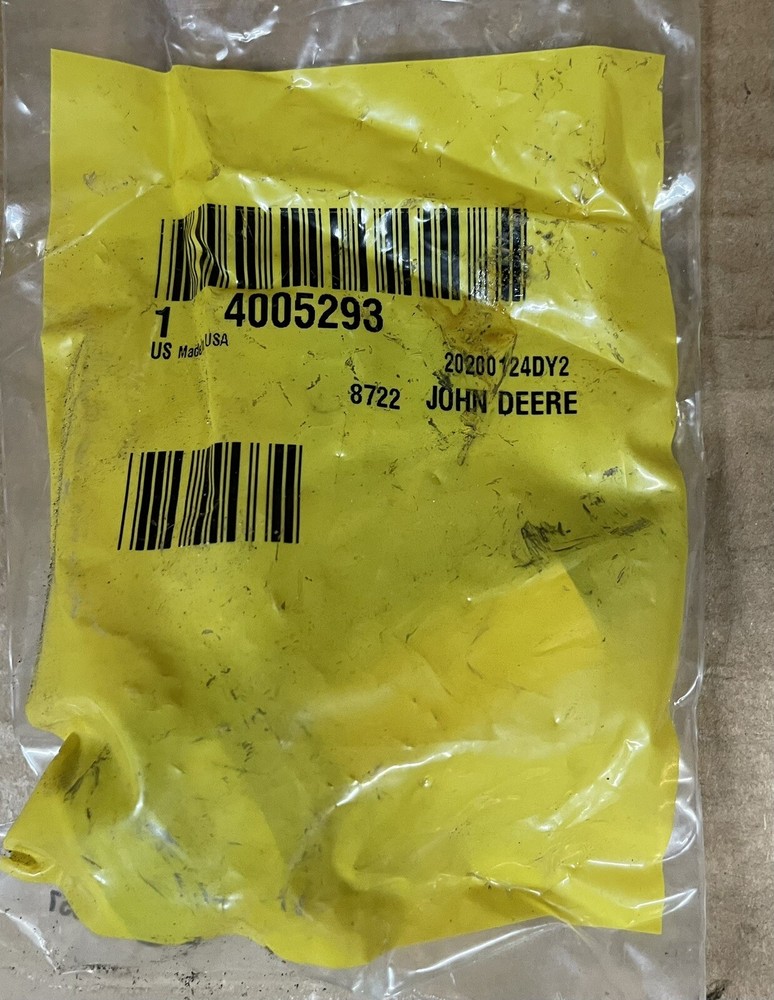 1 4005293
US Made USA
20200124DY2
8722 JOHN DEERE